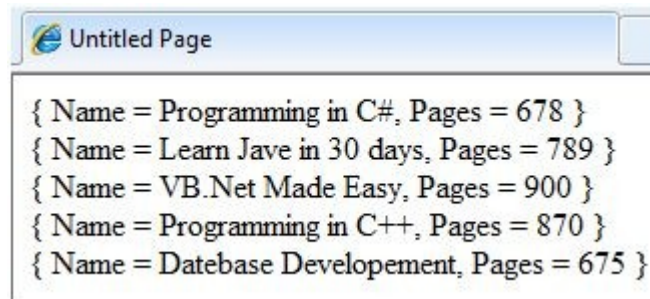 Untitled Page
{ Name = Programming in C#, Pages = 678 }
{ Name = Learn Jave in 30 days, Pages = 789 }
{ Name = VB.Net Made Easy, Pages = 900 }
{ Name = Programming in C++, Pages = 870 }
{ Name = Datebase Developement, Pages = 675 }